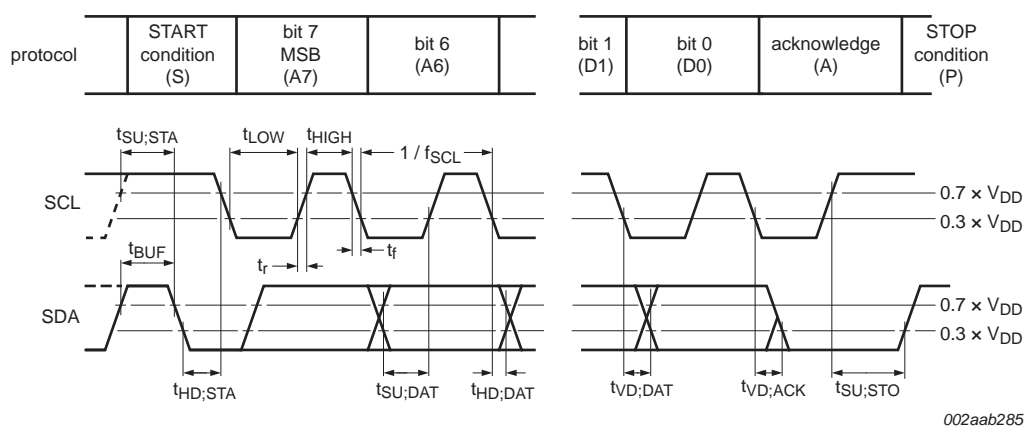 protocol
START
condition
(S)
bit 7
MSB
(A7)
bit 6
(A6)
bit 1
(D1)
bit 0
(D0)
acknowledge
(A)
STOP
condition
(P)
tSU;STA
tLOW
tHIGH
1 / fSCL
SCL
0.7 × VDD
0.3 × VDD
tBUF
tr
tf
SDA
0.7 × VDD
0.3 × VDD
tHD;STA
tSU;DAT
tHD;DAT
tVD;DAT
tVD;ACK
tSU;STO
002aab285